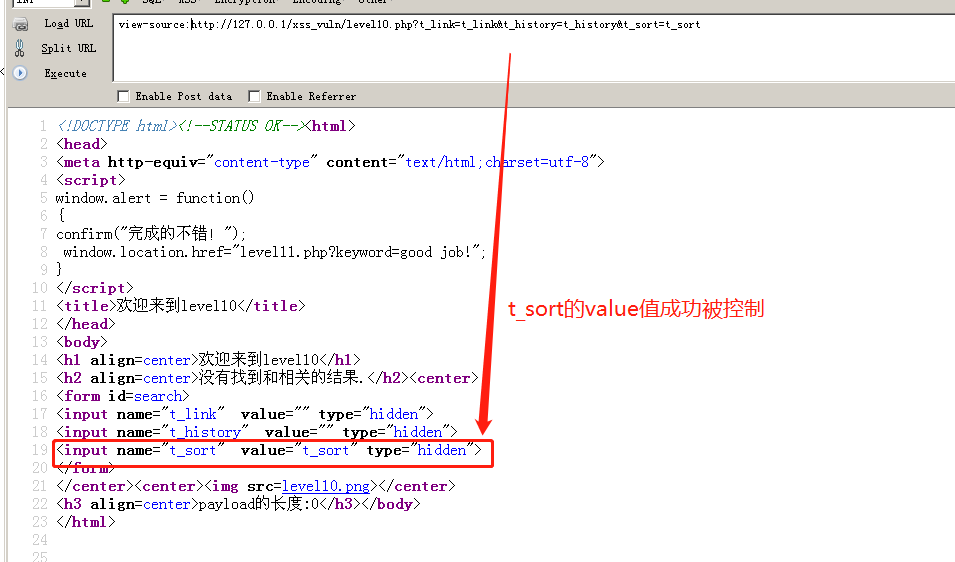 Load URL
view-source:http://127.0.0.1/xss_vuln/level10.php?t_link=t_link&t_history=t_history&t_sort=t_sort
Split URL
Execute
Enable Post data Enable Referrer
1 <!DOCTYPE html><!--STATUS OK--><html>
2 <head>
3 <meta http-equiv="content-type" content="text/html;charset=utf-8">
4 <script>
5 window.alert = function()
6 {
7 confirm("完成的不错！");
8 window.location.href="level11.php?keyword=good job!";
9 }
10 </script>
11 <title>欢迎来到level10</title>
12 </head>
13 <body>
14 <h1 align=center>欢迎来到level10</h1>
15 <h2 align=center>没有找到和相关的结果.</h2><center>
16 <form id=search>
17 <input name="t_link" value="" type="hidden">
18 <input name="t_history" value="" type="hidden">
19 <input name="t_sort" value="t_sort" type="hidden">
20 </form>
21 </center><center><img src=level10.png></center>
22 <h3 align=center>payload的长度:0</h3></body>
23 </html>
24
25
t_sort的value值成功被控制